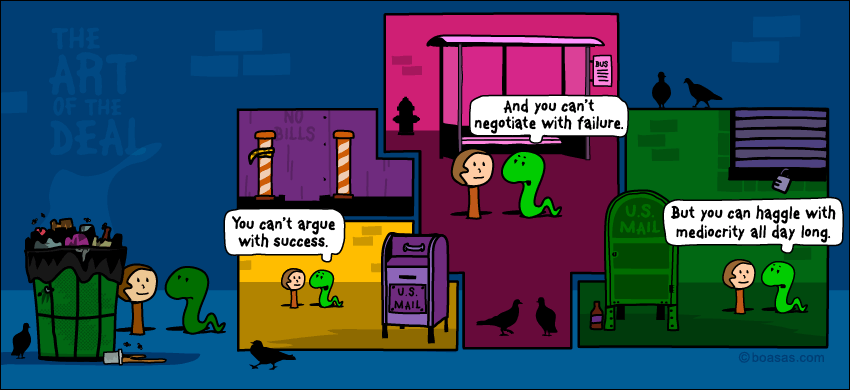 THE
ART
OF THE
DEAL
NO
BILLS
You can't argue
with success.
U.S.
MAIL
BUS
And you can't
negotiate with failure.
U.S.
MAIL
But you can haggle with
mediocrity all day long.
©boasas.com